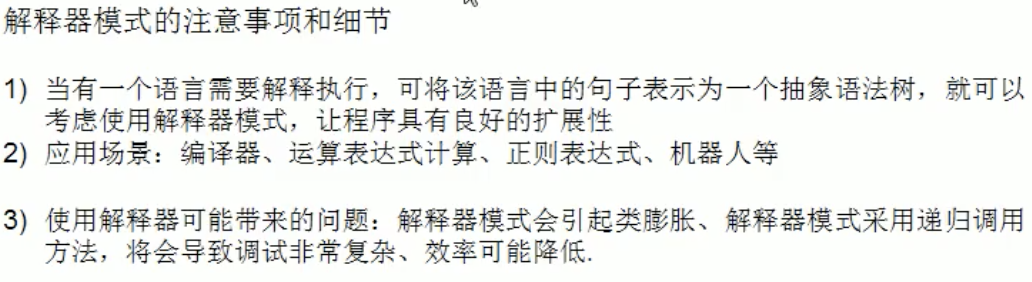 解释器模式的注意事项和细节
1) 当有一个语言需要解释执行，可将该语言中的句子表示为一个抽象语法树，就可以
考虑使用解释器模式，让程序具有良好的扩展性
2) 应用场景：编译器、运算表达式计算、正则表达式、机器人等
3) 使用解释器可能带来的问题：解释器模式会引起类膨胀、解释器模式采用递归调用
方法，将会导致调试非常复杂、效率可能降低.